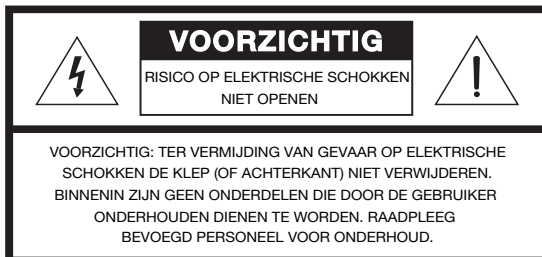 VOORZICHTIG
RISICO OP ELEKTRISCHE SCHOKKEN
NIET OPENEN
VOORZICHTIG: TER VERMIJDING VAN GEVAAR OP ELEKTRISCHE
SCHOKKEN DE KLEP (OF ACHTERKANT) NIET VERWIJDEREN.
BINNENIN ZIJN GEEN ONDERDELEN DIE DOOR DE GEBRUIKER
ONDERHOUDEN DIENEN TE WORDEN. RAADPLEEG
BEVOEGD PERSONEEL VOOR ONDERHOUD.